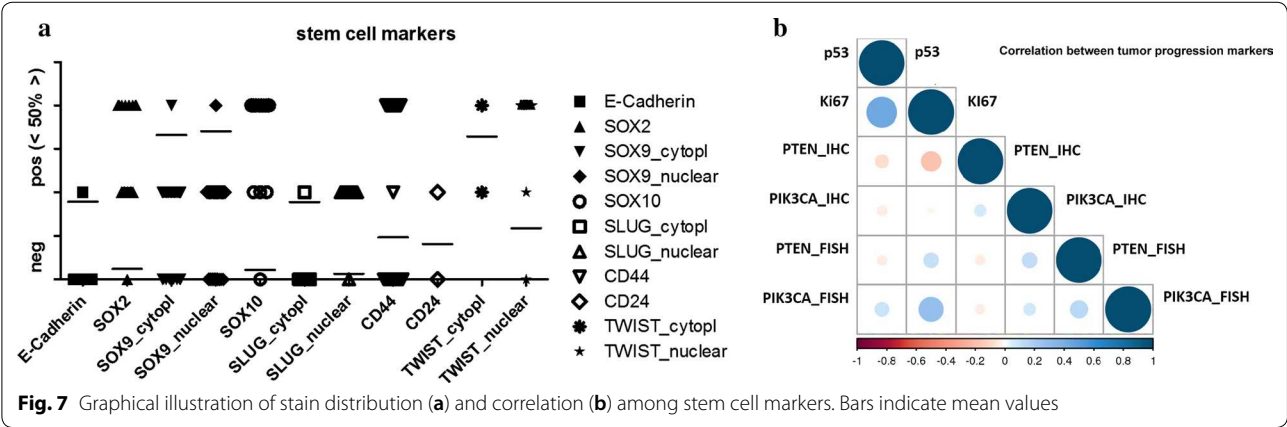 a
stem cell markers
pos (< 50% >)
neg
E-Cadherin
SOX2
SOX9_cytopl
SOX9_nuclear
SOX10
SLUG_cytopl
SLUG_nuclear
CD44
CD24
TWIST_cytopl
TWIST_nuclear
E-Cadherin
SOX2
SOX9_cytopl
SOX9_nuclear
SOX10
SLUG_cytopl
SLUG_nuclear
CD44
CD24
TWIST_cytopl
TWIST_nuclear
b
Correlation between tumor progression markers
p53 p53
Ki67 KI67
PTEN_IHC PTEN_IHC
PIK3CA_IHC PIK3CA_IHC
PTEN_FISH PTEN_FISH
PIK3CA_FISH PIK3CA_FISH
-1 -0.8 -0.6 -0.4 -0.2 0 0.2 0.4 0.6 0.8 1
Fig. 7 Graphical illustration of stain distribution (a) and correlation (b) among stem cell markers. Bars indicate mean values